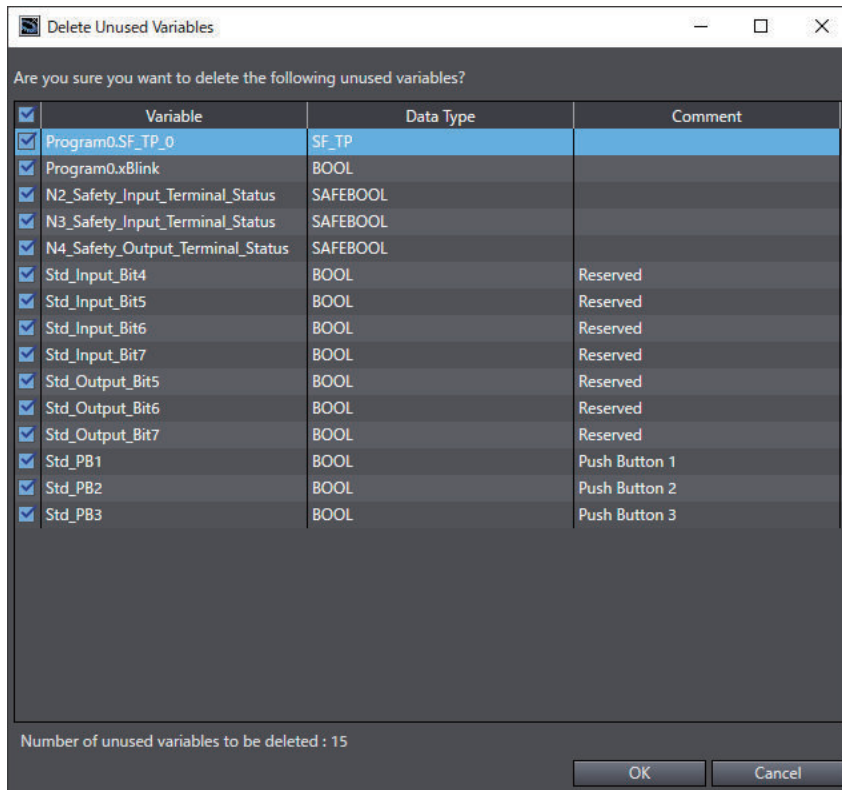 Delete Unused Variables
Are you sure you want to delete the following unused variables?
Variable Data Type Comment
Program0.SF_TP_0 SF_TP
Program0.xBlink BOOL
N2_Safety_Input_Terminal_Status SAFEBOOL
N3_Safety_Input_Terminal_Status SAFEBOOL
N4_Safety_Output_Terminal_Status SAFEBOOL
Std_Input_Bit4 BOOL Reserved
Std_Input_Bit5 BOOL Reserved
Std_Input_Bit6 BOOL Reserved
Std_Input_Bit7 BOOL Reserved
Std_Output_Bit5 BOOL Reserved
Std_Output_Bit6 BOOL Reserved
Std_Output_Bit7 BOOL Reserved
Std_PB1 BOOL Push Button 1
Std_PB2 BOOL Push Button 2
Std_PB3 BOOL Push Button 3
Number of unused variables to be deleted : 15
OK Cancel